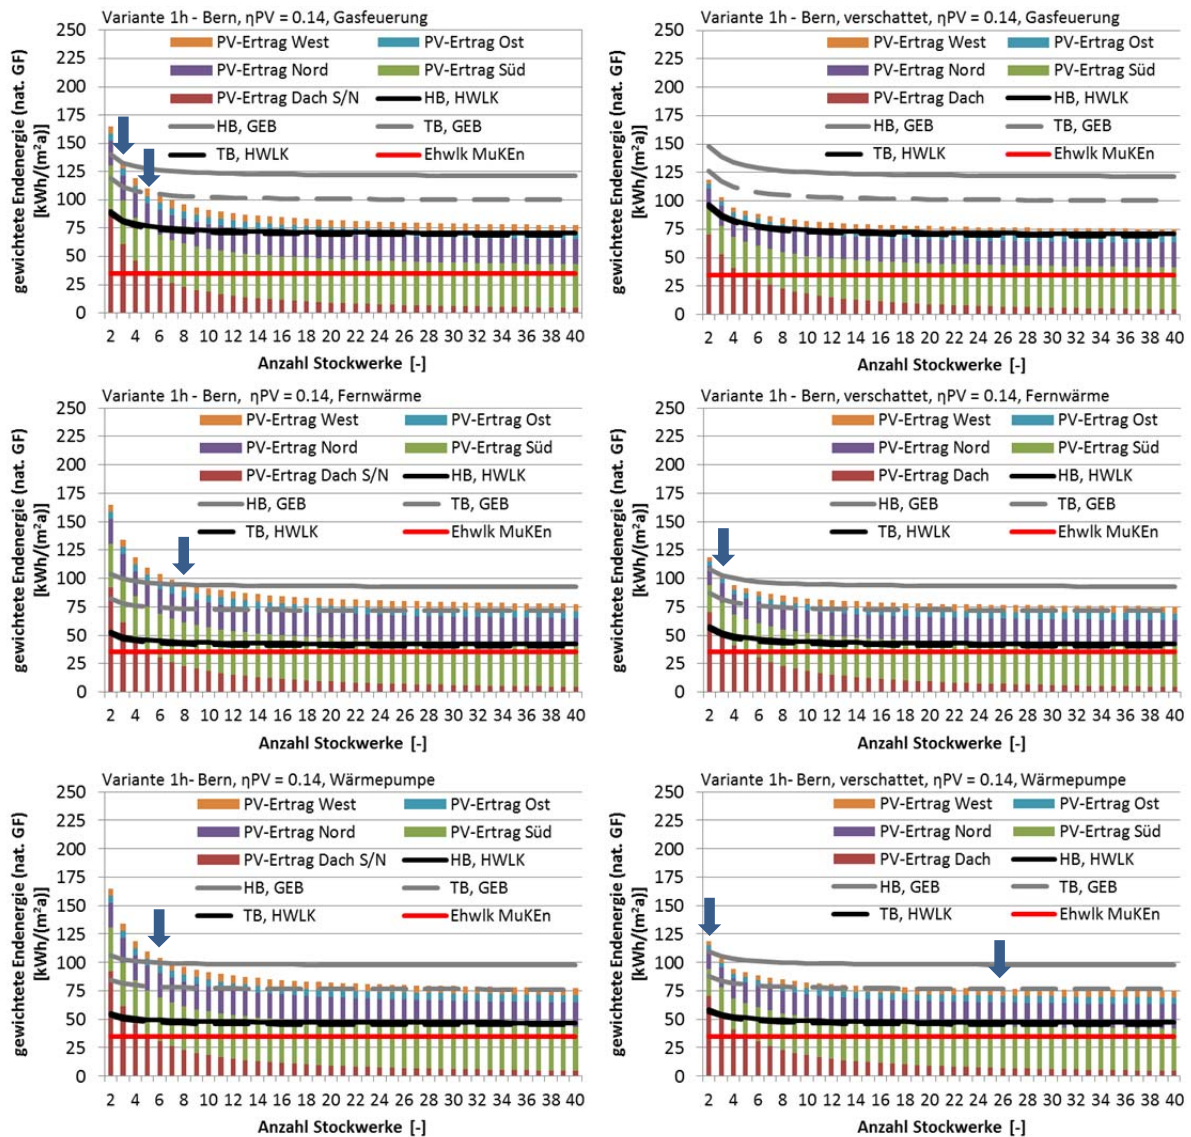 Variante 1h - Bern, ηPV = 0.14, Gasfeuerung
gewichtete Endenergie (nat. GF)
[kWh/(m²a)]
250
225
200
175
150
125
100
75
50
25
0
PV-Ertrag West
PV-Ertrag Ost
PV-Ertrag Nord
PV-Ertrag Süd
PV-Ertrag Dach S/N
HB, HWLK
HB, GEB
TB, GEB
TB, HWLK
Ehwlk MuKEn
2 4 6 8 10 12 14 16 18 20 22 24 26 28 30 32 34 36 38 40
Anzahl Stockwerke [-]
Variante 1h - Bern, verschattet, ηPV = 0.14, Gasfeuerung
gewichtete Endenergie (nat. GF)
[kWh/(m²a)]
250
225
200
175
150
125
100
75
50
25
0
PV-Ertrag West
PV-Ertrag Ost
PV-Ertrag Nord
PV-Ertrag Süd
PV-Ertrag Dach
HB, HWLK
HB, GEB
TB, GEB
TB, HWLK
Ehwlk MuKEn
2 4 6 8 10 12 14 16 18 20 22 24 26 28 30 32 34 36 38 40
Anzahl Stockwerke [-]
Variante 1h - Bern, ηPV = 0.14, Fernwärme
gewichtete Endenergie (nat. GF)
[kWh/(m²a)]
250
225
200
175
150
125
100
75
50
25
0
PV-Ertrag West
PV-Ertrag Ost
PV-Ertrag Nord
PV-Ertrag Süd
PV-Ertrag Dach S/N
HB, HWLK
HB, GEB
TB, GEB
TB, HWLK
Ehwlk MuKEn
2 4 6 8 10 12 14 16 18 20 22 24 26 28 30 32 34 36 38 40
Anzahl Stockwerke [-]
Variante 1h - Bern, verschattet, ηPV = 0.14, Fernwärme
gewichtete Endenergie (nat. GF)
[kWh/(m²a)]
250
225
200
175
150
125
100
75
50
25
0
PV-Ertrag West
PV-Ertrag Ost
PV-Ertrag Nord
PV-Ertrag Süd
PV-Ertrag Dach
HB, HWLK
HB, GEB
TB, GEB
TB, HWLK
Ehwlk MuKEn
2 4 6 8 10 12 14 16 18 20 22 24 26 28 30 32 34 36 38 40
Anzahl Stockwerke [-]
Variante 1h- Bern, ηPV = 0.14, Wärmepumpe
gewichtete Endenergie (nat. GF)
[kWh/(m²a)]
250
225
200
175
150
125
100
75
50
25
0
PV-Ertrag West
PV-Ertrag Ost
PV-Ertrag Nord
PV-Ertrag Süd
PV-Ertrag Dach S/N
HB, HWLK
HB, GEB
TB, GEB
TB, HWLK
Ehwlk MuKEn
2 4 6 8 10 12 14 16 18 20 22 24 26 28 30 32 34 36 38 40
Anzahl Stockwerke [-]
Variante 1h- Bern, verschattet, ηPV = 0.14, Wärmepumpe
gewichtete Endenergie (nat. GF)
[kWh/(m²a)]
250
225
200
175
150
125
100
75
50
25
0
PV-Ertrag West
PV-Ertrag Ost
PV-Ertrag Nord
PV-Ertrag Süd
PV-Ertrag Dach
HB, HWLK
HB, GEB
TB, GEB
TB, HWLK
Ehwlk MuKEn
2 4 6 8 10 12 14 16 18 20 22 24 26 28 30 32 34 36 38 40
Anzahl Stockwerke [-]